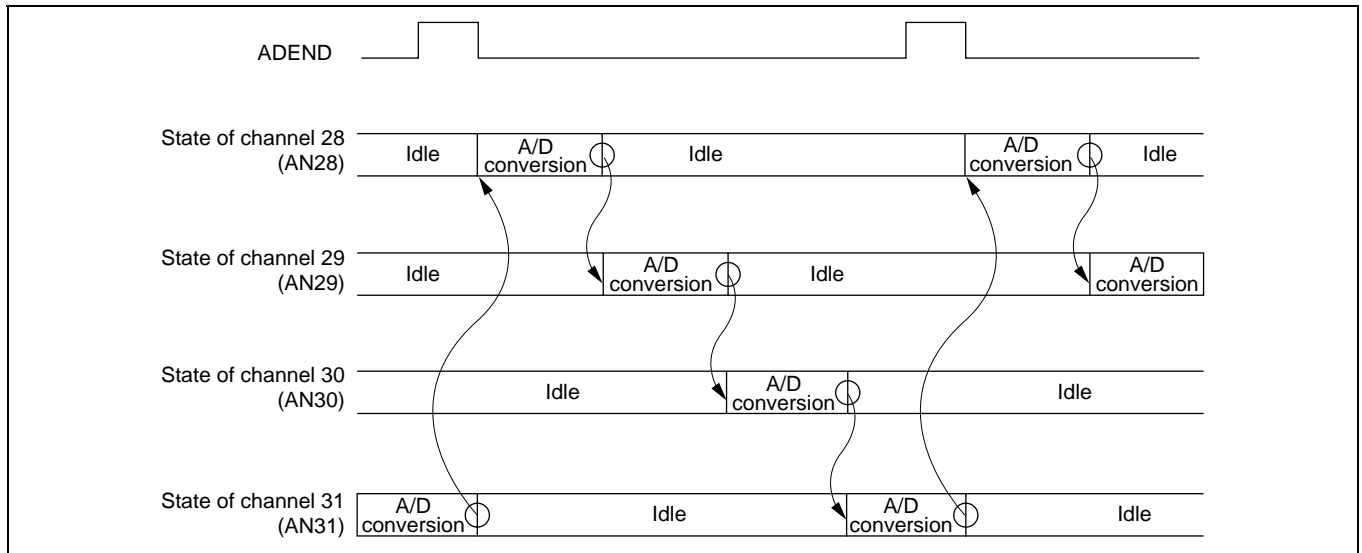 ADEND
State of channel 28
(AN28)
Idle
A/D
conversion
Idle
A/D
conversion
Idle
State of channel 29
(AN29)
Idle
A/D
conversion
Idle
A/D
conversion
State of channel 30
(AN30)
Idle
A/D
conversion
Idle
State of channel 31
(AN31)
A/D
conversion
Idle
A/D
conversion
Idle